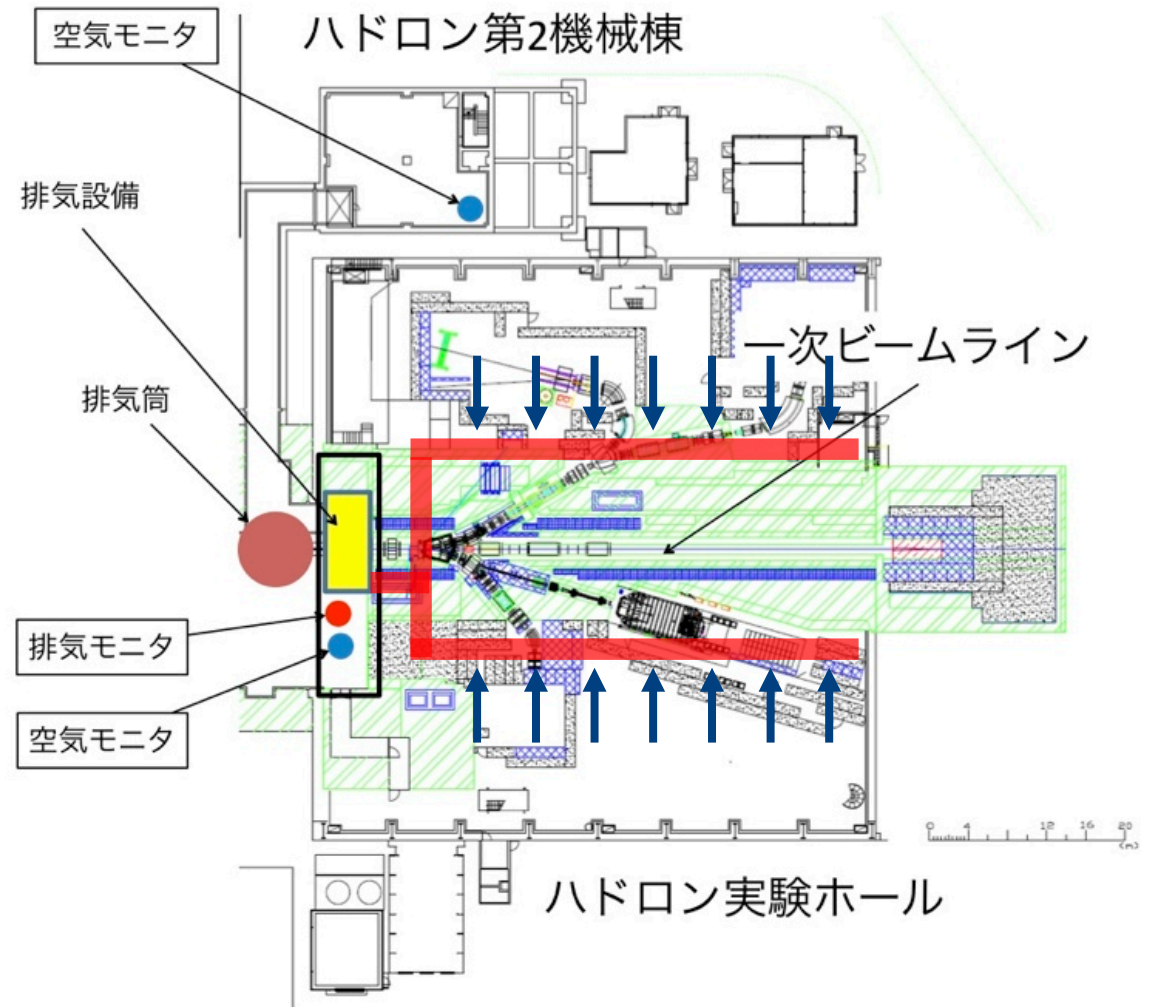 空気モニタ
ハドロン第2機械棟
排気設備
一次ビームライン
排気筒
排気モニタ
空気モニタ
0 4 12 16 20
(m)
ハドロン実験ホール